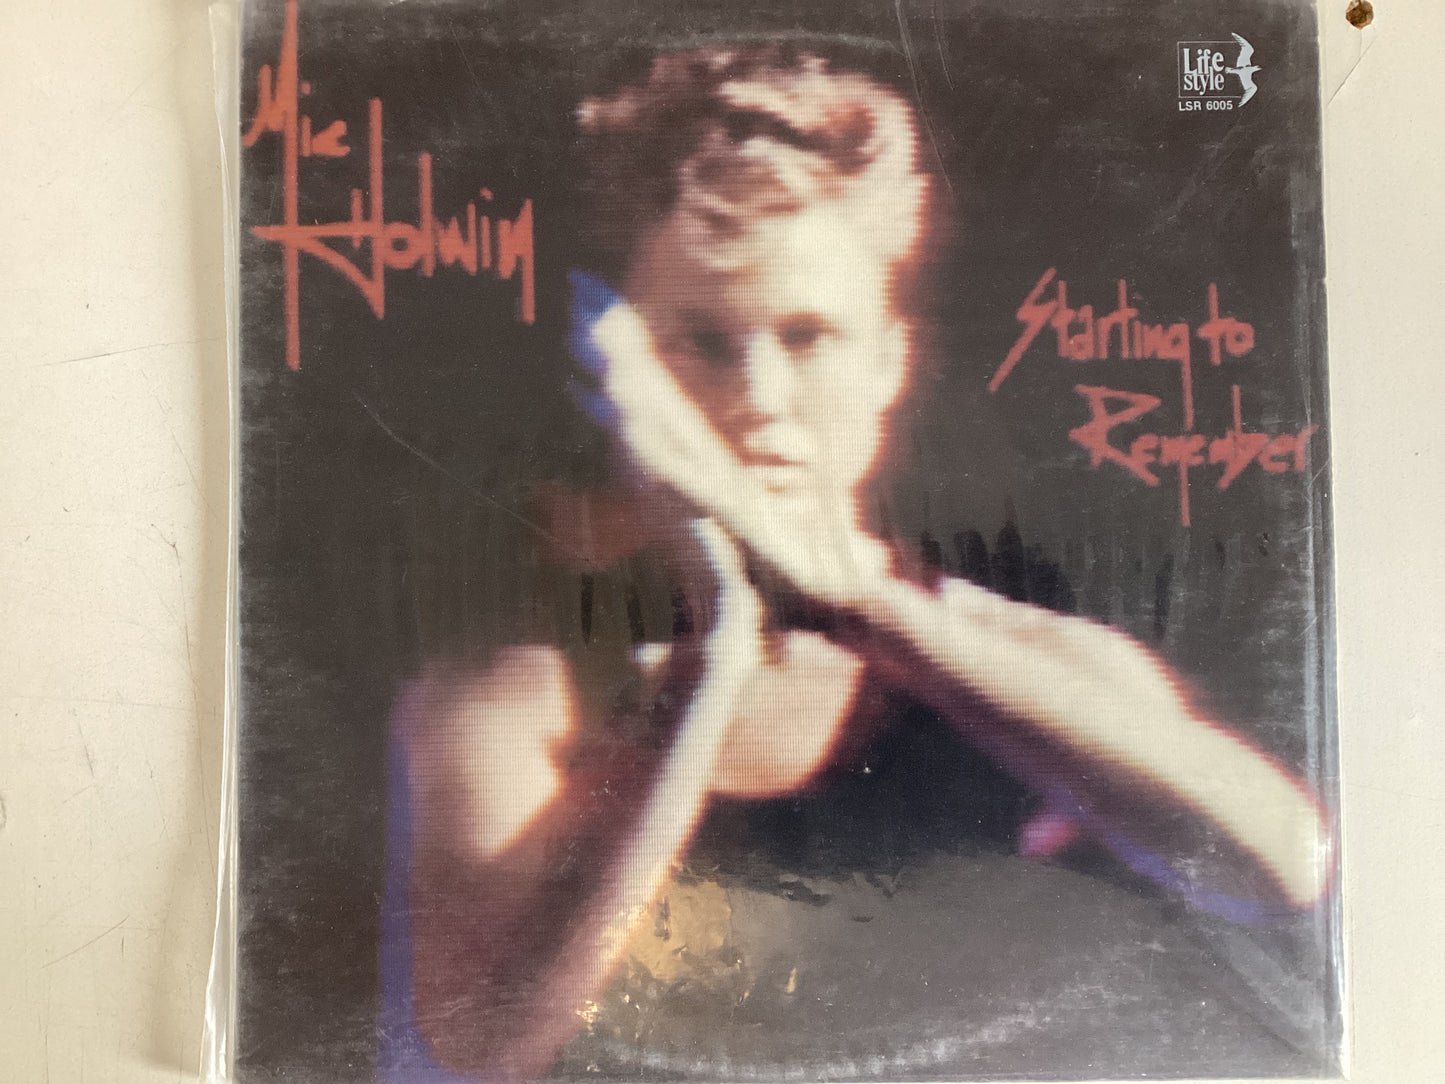 Mic
Holwin
Life
style
LSR 6005
Starting to
Remember